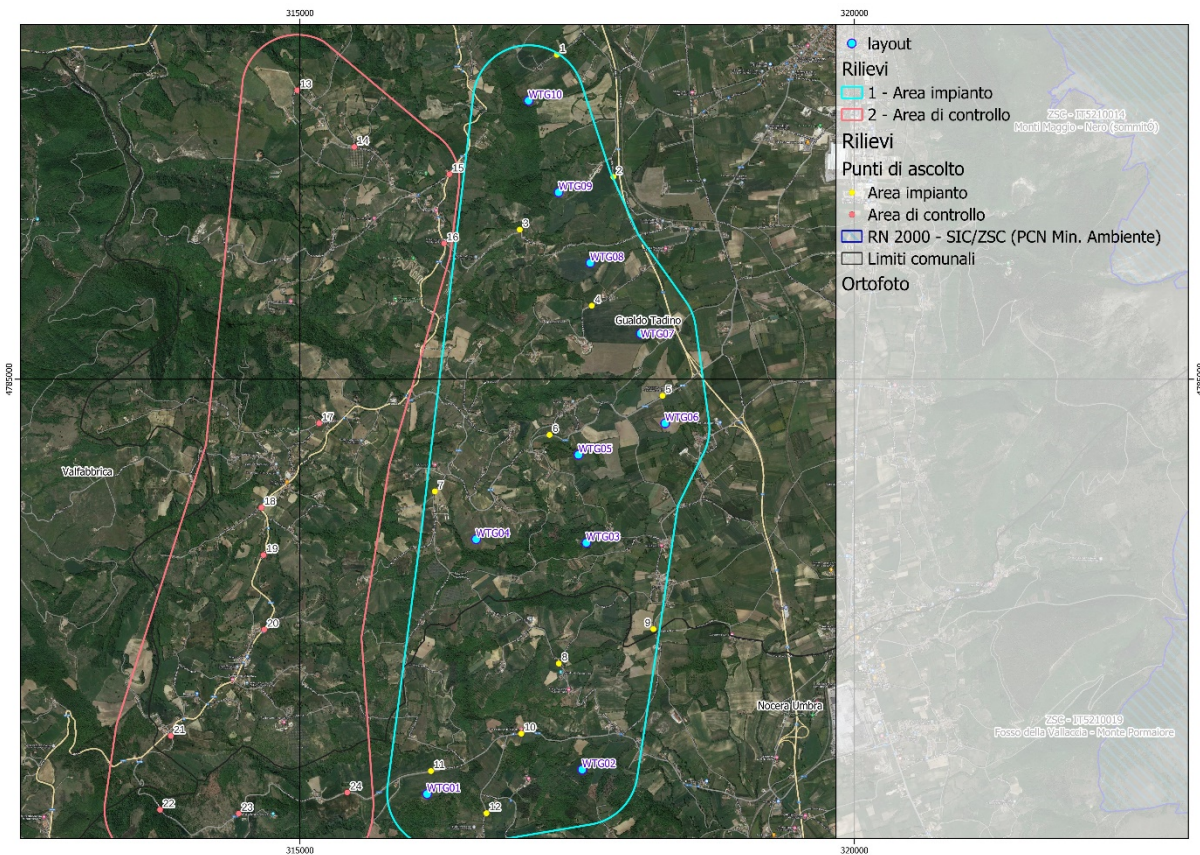 315000
320000
1
layout
Rilievi
1 - Area impianto
2 - Area di controllo
Rilievi
Punti di ascolto
Area impianto
Area di controllo
RN 2000 - SIC/ZSC (PCN Min. Ambiente)
Limiti comunali
Ortofoto
ZSC - IT5210014
Monti Maggio - Nero (sommitÓ)
13
WTG10
14
15
2
WTG09
3
16
WTG08
4
Gualdo Tadino
WTG07
4785000
4785000
5
17
WTG06
6
WTG05
Valfabbrica
7
18
WTG04
WTG03
19
20
9
8
Nocera Umbra
ZSC - IT5210019
Fosso della Vallaccia - Monte Pormaiore
21
10
11
WTG02
24
WTG01
22
23
12
315000
320000